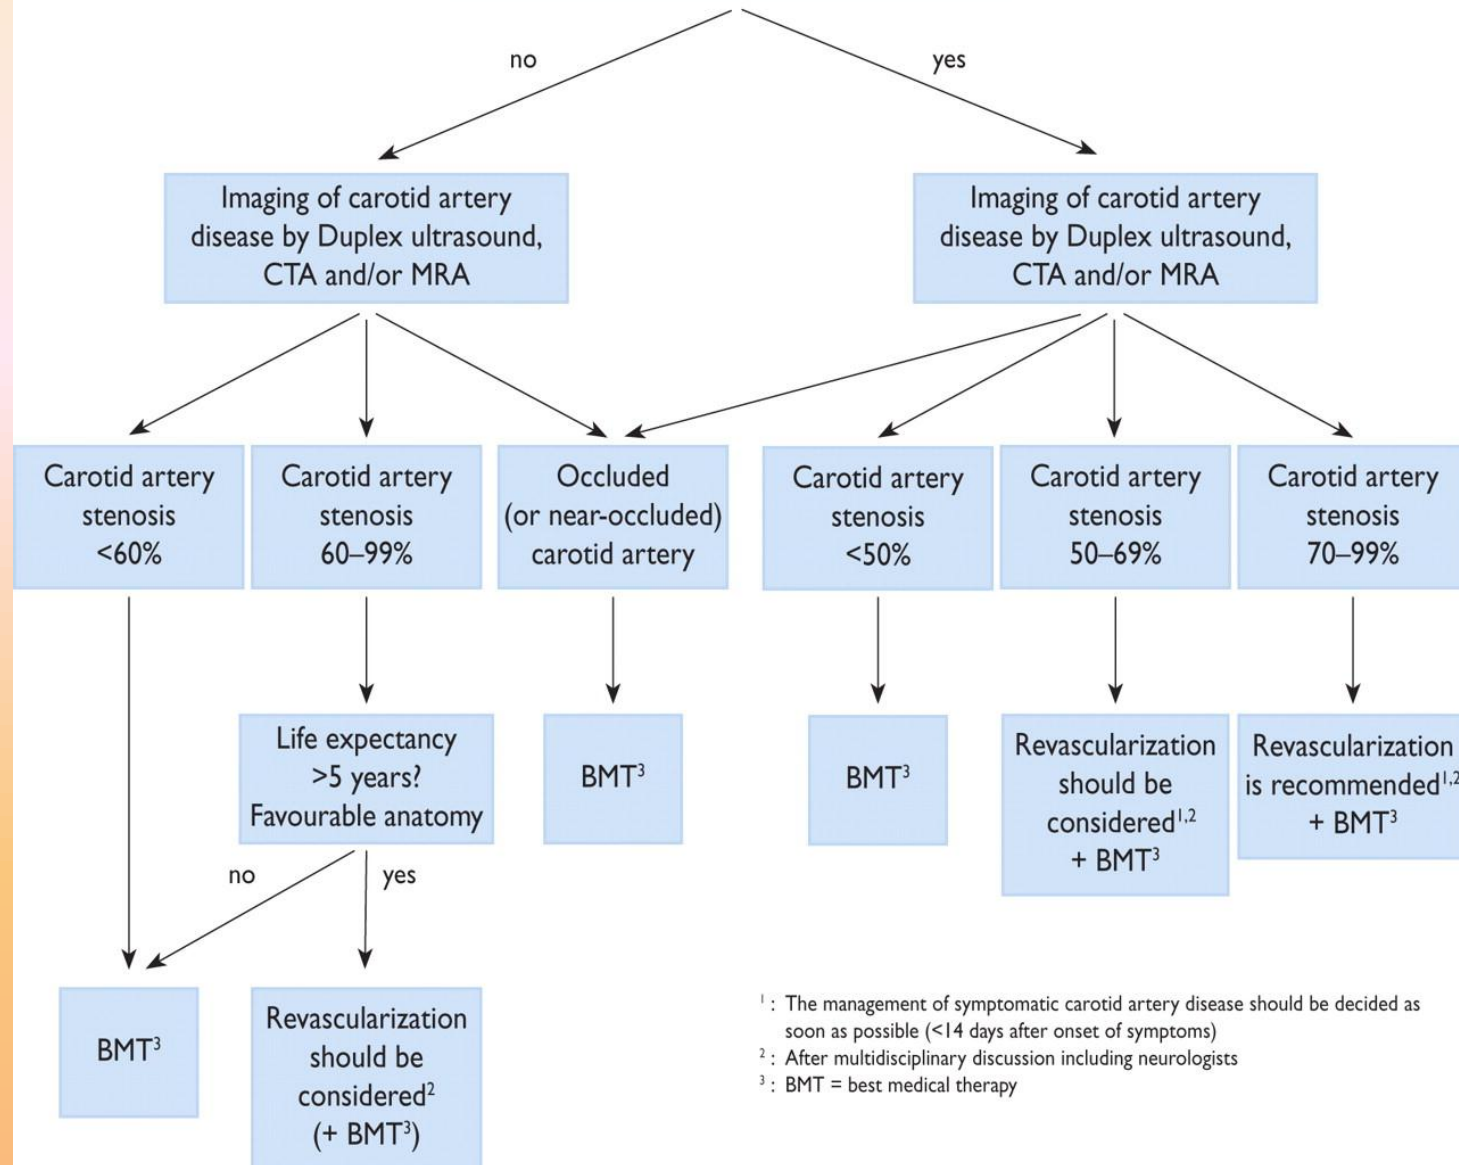 no
yes
Imaging of carotid artery
disease by Duplex ultrasound,
CTA and/or MRA
Imaging of carotid artery
disease by Duplex ultrasound,
CTA and/or MRA
Carotid artery
stenosis
<60%
Carotid artery
stenosis
60–99%
Occluded
(or near-occluded)
carotid artery
Carotid artery
stenosis
<50%
Carotid artery
stenosis
50–69%
Carotid artery
stenosis
70–99%
Life expectancy
>5 years?
Favourable anatomy
BMT³
BMT³
Revascularization
should be
considered¹,²
+ BMT³
Revascularization
is recommended¹,²
+ BMT³
no
yes
BMT³
Revascularization
should be
considered²
(+ BMT³)
¹ : The management of symptomatic carotid artery disease should be decided as
soon as possible (<14 days after onset of symptoms)
² : After multidisciplinary discussion including neurologists
³ : BMT = best medical therapy